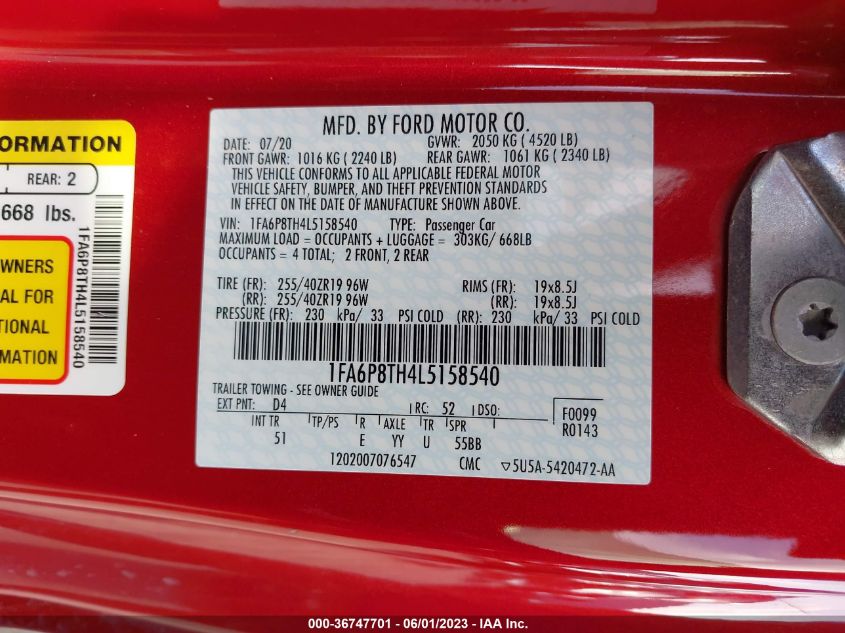 ORMATION
REAR: 2
668 lbs.
1FA6P8TH4L5158540
WNERS
AL FOR
TIONAL
RMATION
MFD. BY FORD MOTOR CO.
DATE: 07/20 GVWR: 2050 KG ( 4520 LB)
FRONT GAWR: 1016 KG ( 2240 LB) REAR GAWR: 1061 KG ( 2340 LB)
THIS VEHICLE CONFORMS TO ALL APPLICABLE FEDERAL MOTOR
VEHICLE SAFETY, BUMPER, AND THEFT PREVENTION STANDARDS
IN EFFECT ON THE DATE OF MANUFACTURE SHOWN ABOVE.
VIN: 1FA6P8TH4L5158540 TYPE: Passenger Car
MAXIMUM LOAD = OCCUPANTS + LUGGAGE = 303KG/ 668LB
OCCUPANTS = 4 TOTAL; 2 FRONT, 2 REAR
TIRE (FR): 255/40ZR19 96W RIMS (FR): 19x8.5J
(RR): 255/40ZR19 96W (RR): 19x8.5J
PRESSURE (FR): 230 kPa/ 33 PSI COLD (RR): 230 kPa/ 33 PSI COLD
1FA6P8TH4L5158540
TRAILER TOWING - SEE OWNER GUIDE
EXT PNT: D4 RC: 52 DSO: F0099
INT TR TP/PS R AXLE TR SPR R0143
51 E YY U 55BB
1202007076547 CMC ▽5U5A-5420472-AA
000-36747701 - 06/01/2023 - IAA Inc.